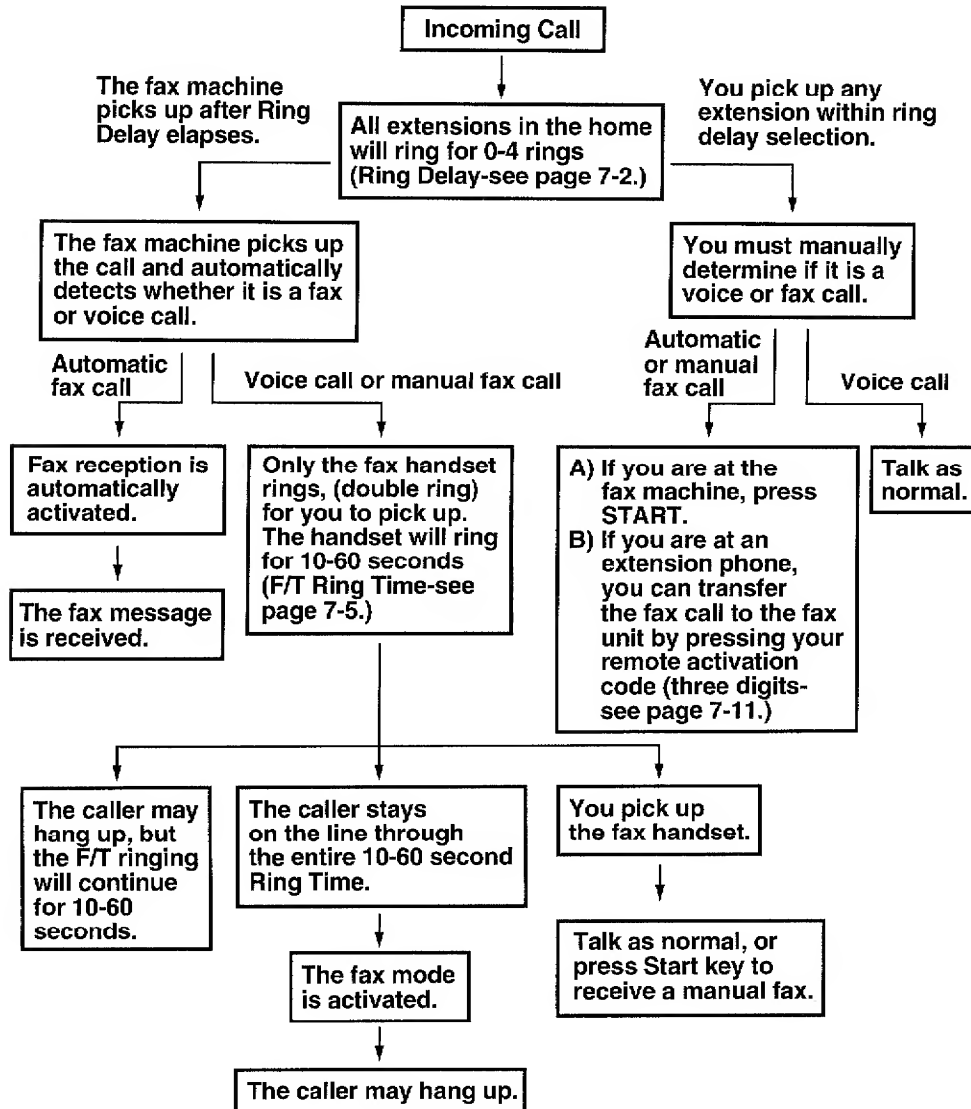 Incoming Call
The fax machine
picks up after Ring
Delay elapses.
You pick up any
extension within ring
delay selection.
All extensions in the home
will ring for 0-4 rings
(Ring Delay-see page 7-2.)
The fax machine picks up
the call and automatically
detects whether it is a fax
or voice call.
You must manually
determine if it is a
voice or fax call.
Automatic
fax call
Voice call or manual fax call
Automatic
or manual
fax call
Voice call
Fax reception is
automatically
activated.
Only the fax handset
rings, (double ring)
for you to pick up.
The handset will ring
for 10-60 seconds
(F/T Ring Time-see
page 7-5.)
A) If you are at the
fax machine, press
START.
B) If you are at an
extension phone,
you can transfer
the fax call to the fax
unit by pressing your
remote activation
code (three digits-
see page 7-11.)
Talk as
normal.
The fax message
is received.
The caller may
hang up, but
the F/T ringing
will continue
for 10-60
seconds.
The caller stays
on the line through
the entire 10-60 second
Ring Time.
You pick up
the fax handset.
The fax mode
is activated.
Talk as normal, or
press Start key to
receive a manual fax.
The caller may hang up.